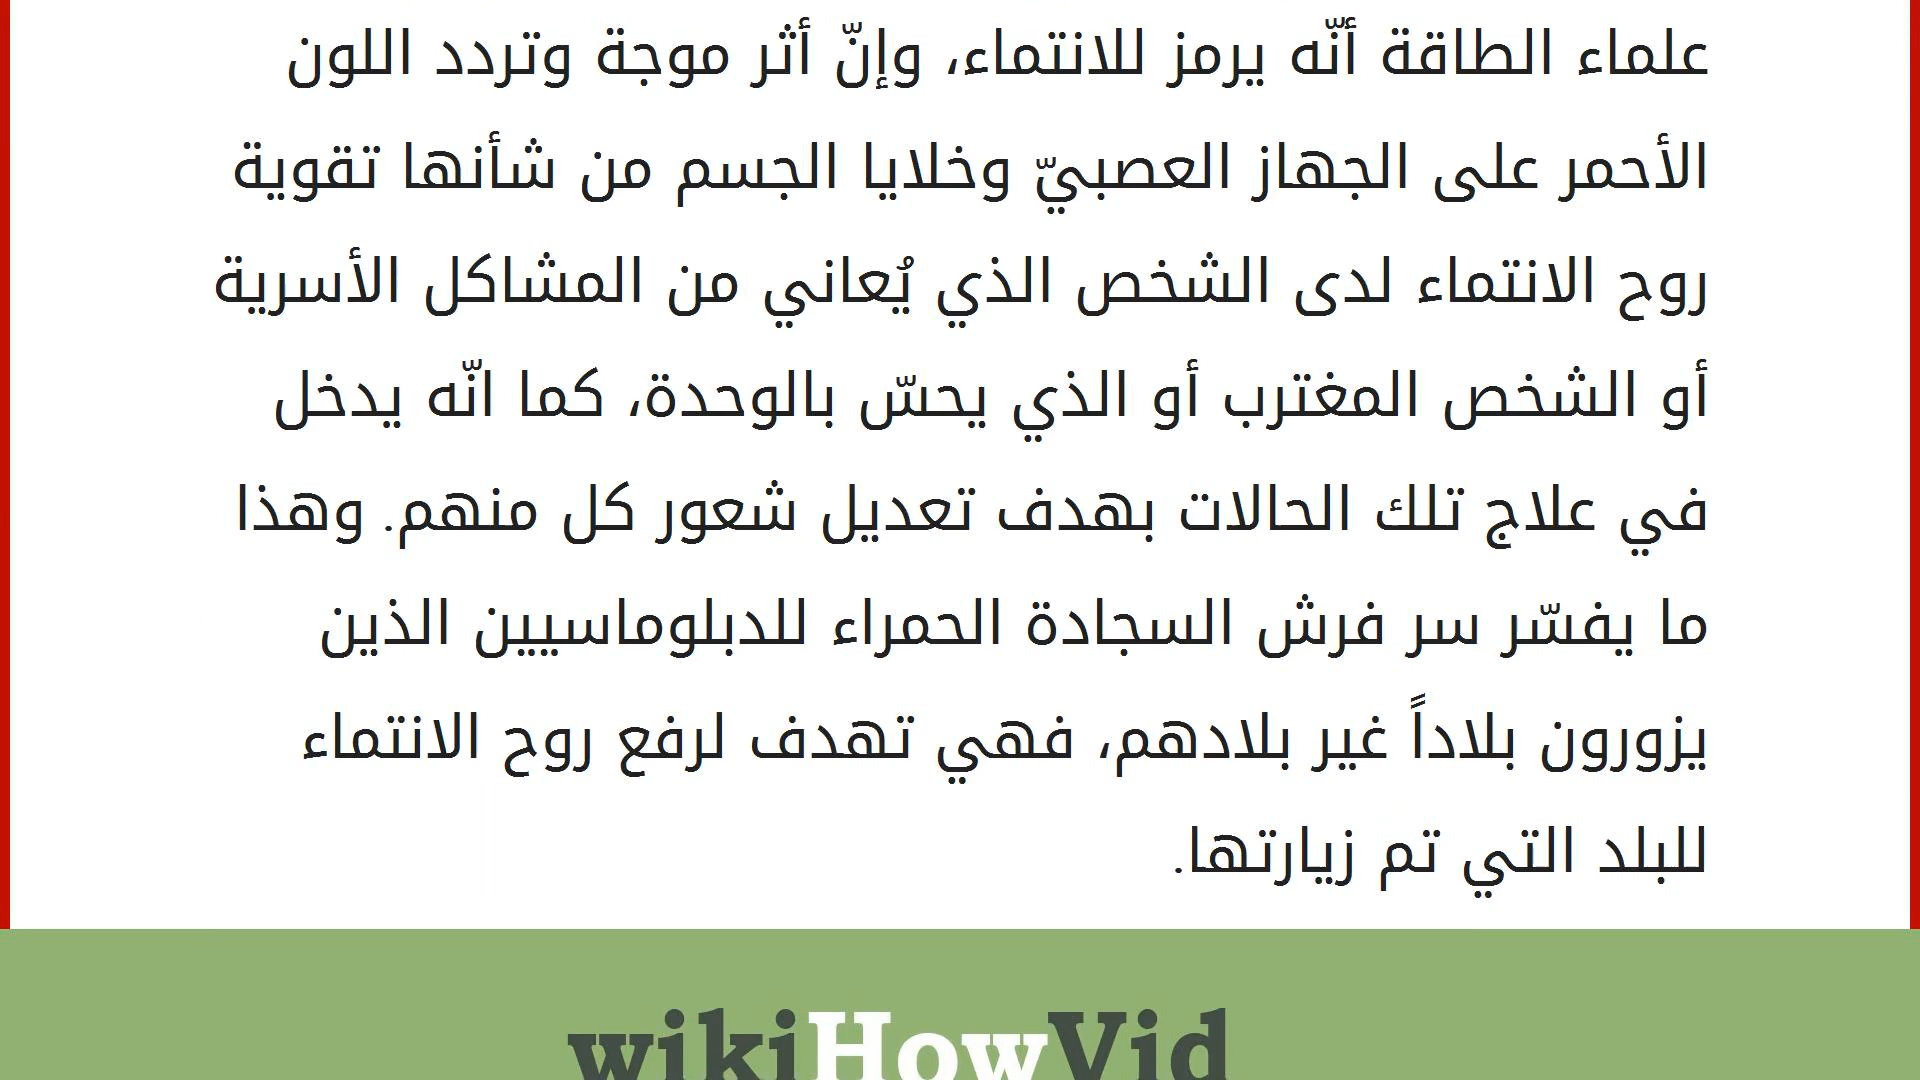 علماء الطاقة أنّه يرمز للانتماء، وإنّ أثر موجة وتردد اللون
الأحمر على الجهاز العصبيّ وخلايا الجسم من شأنها تقوية
روح الانتماء لدى الشخص الذي يُعاني من المشاكل الأسرية
أو الشخص المغترب أو الذي يحسّ بالوحدة، كما انّه يدخل
في علاج تلك الحالات بهدف تعديل شعور كل منهم. وهذا
ما يفسّر سر فرش السجادة الحمراء للدبلوماسيين الذين
يزورون بلاداً غير بلادهم، فهي تهدف لرفع روح الانتماء
للبلد التي تم زيارتها.
wikiHowVid